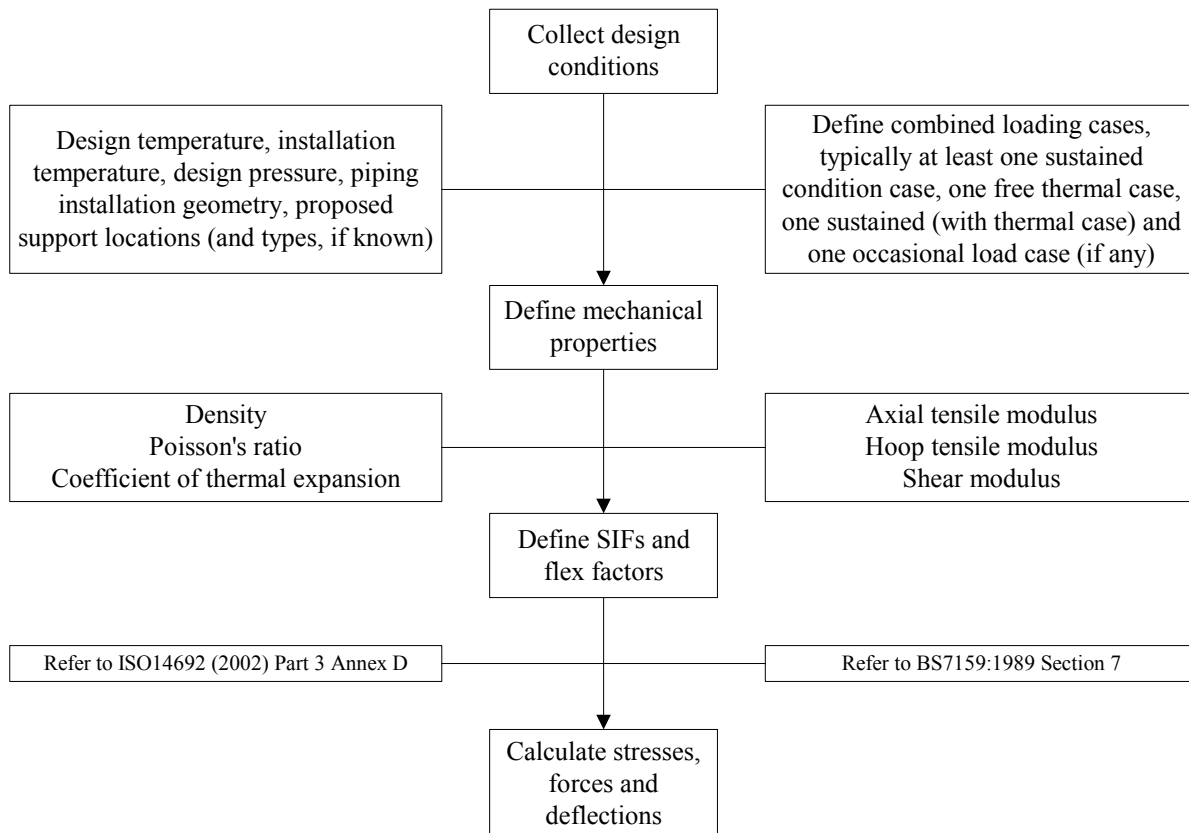 Collect design
conditions
Design temperature, installation
temperature, design pressure, piping
installation geometry, proposed
support locations (and types, if known)
Define combined loading cases,
typically at least one sustained
condition case, one free thermal case,
one sustained (with thermal case) and
one occasional load case (if any)
Define mechanical
properties
Density
Poisson's ratio
Coefficient of thermal expansion
Axial tensile modulus
Hoop tensile modulus
Shear modulus
Define SIFs and
flex factors
Refer to ISO14692 (2002) Part 3 Annex D
Refer to BS7159:1989 Section 7
Calculate stresses,
forces and
deflections